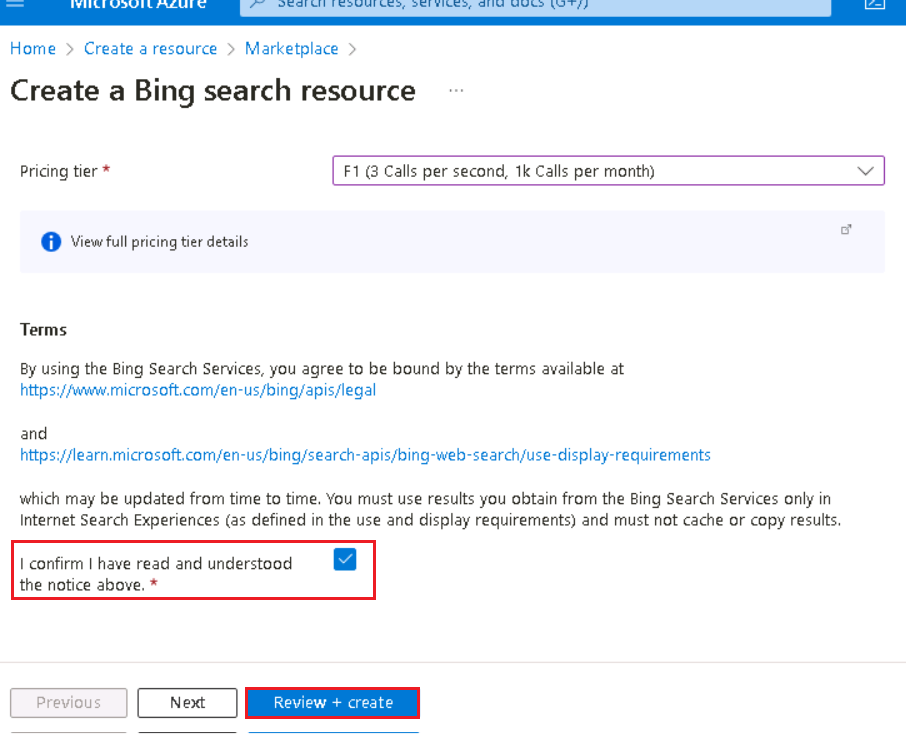 Microsoft Azure
Search resources, services, and docs (G+/)
Home > Create a resource > Marketplace >
Create a Bing search resource ...
Pricing tier *
F1 (3 Calls per second, 1k Calls per month)
View full pricing tier details
Terms
By using the Bing Search Services, you agree to be bound by the terms available at
https://www.microsoft.com/en-us/bing/apis/legal
and
https://learn.microsoft.com/en-us/bing/search-apis/bing-web-search/use-display-requirements
which may be updated from time to time. You must use results you obtain from the Bing Search Services only in
Internet Search Experiences (as defined in the use and display requirements) and must not cache or copy results.
I confirm I have read and understood
the notice above. *
Previous
Next
Review + create